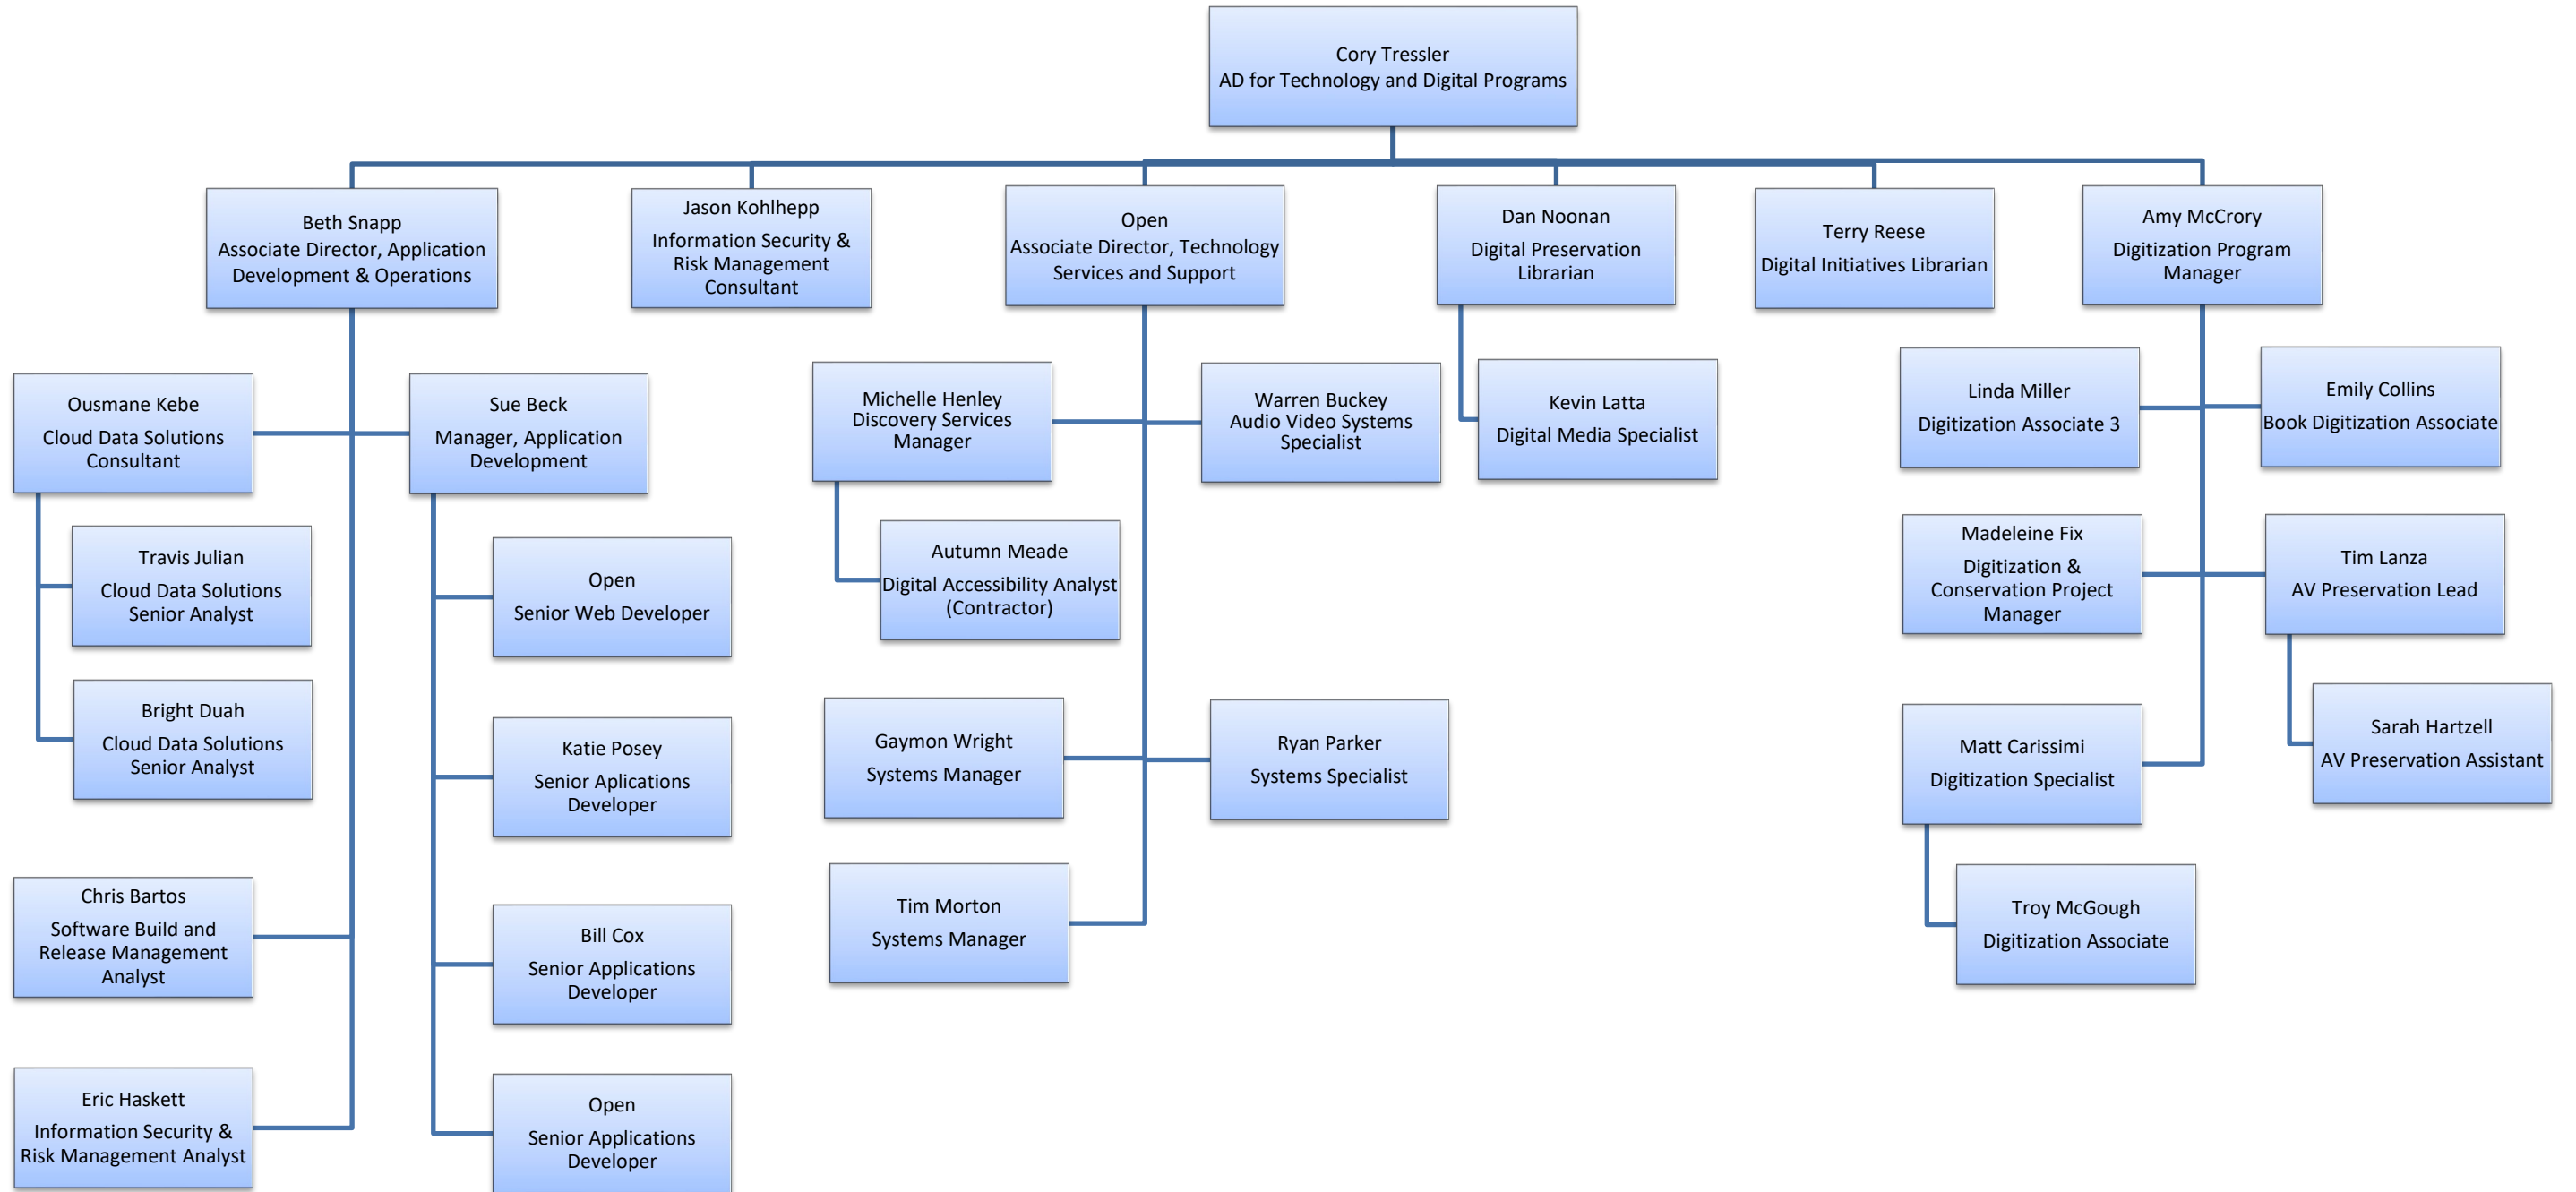 Cory Tressler
AD for Technology and Digital Programs
Beth Snapp
Associate Director, Application
Development & Operations
Jason Kohlhepp
Information Security &
Risk Management
Consultant
Open
Associate Director, Technology
Services and Support
Dan Noonan
Digital Preservation
Librarian
Terry Reese
Digital Initiatives Librarian
Amy McCrory
Digitization Program
Manager
Ousmane Kebe
Cloud Data Solutions
Consultant
Sue Beck
Manager, Application
Development
Michelle Henley
Discovery Services
Manager
Warren Buckey
Audio Video Systems
Specialist
Kevin Latta
Digital Media Specialist
Linda Miller
Digitization Associate 3
Emily Collins
Book Digitization Associate
Travis Julian
Cloud Data Solutions
Senior Analyst
Open
Senior Web Developer
Autumn Meade
Digital Accessibility Analyst
(Contractor)
Madeleine Fix
Digitization &
Conservation Project
Manager
Tim Lanza
AV Preservation Lead
Bright Duah
Cloud Data Solutions
Senior Analyst
Katie Posey
Senior Aplications
Developer
Gaymon Wright
Systems Manager
Ryan Parker
Systems Specialist
Matt Carissimi
Digitization Specialist
Sarah Hartzell
AV Preservation Assistant
Chris Bartos
Software Build and
Release Management
Analyst
Bill Cox
Senior Applications
Developer
Tim Morton
Systems Manager
Troy McGough
Digitization Associate
Eric Haskett
Information Security &
Risk Management Analyst
Open
Senior Applications
Developer